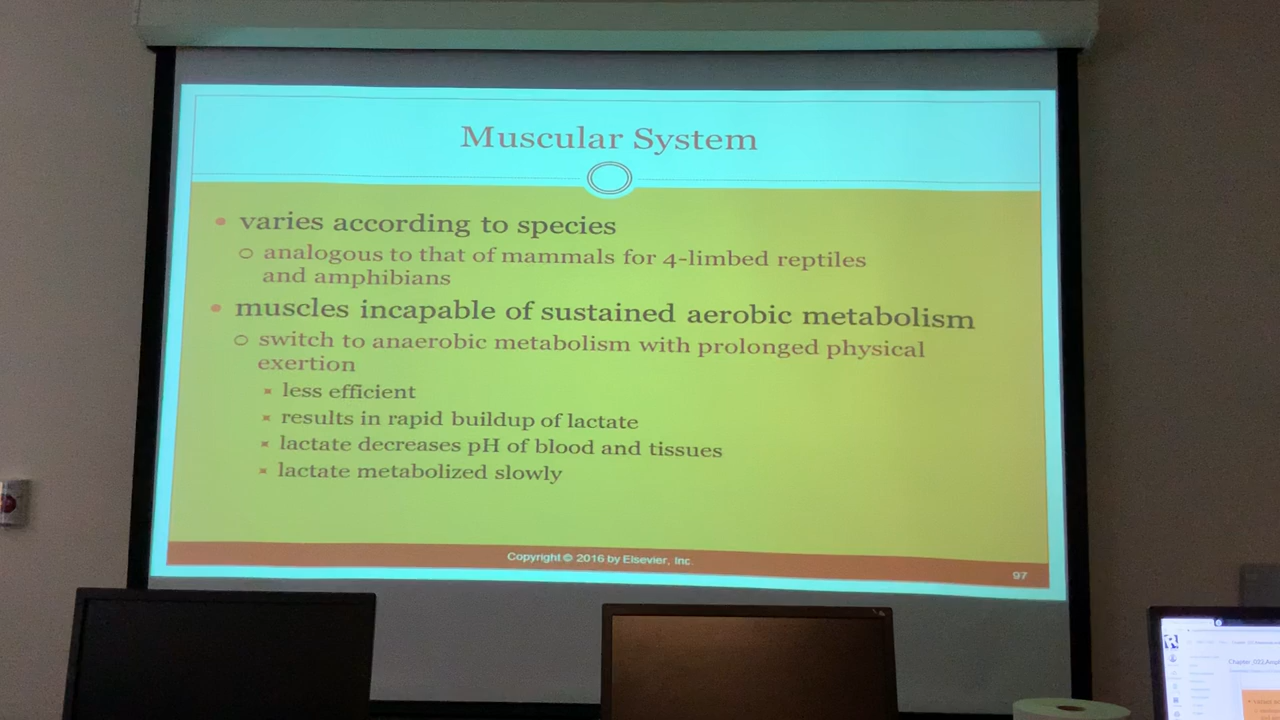 Muscular System
• varies according to species
○ analogous to that of mammals for 4-limbed reptiles
and amphibians
• muscles incapable of sustained aerobic metabolism
○ switch to anaerobic metabolism with prolonged physical
exertion
▪ less efficient
▪ results in rapid buildup of lactate
▪ lactate decreases pH of blood and tissues
▪ lactate metabolized slowly
Copyright © 2016 by Elsevier, Inc.
97